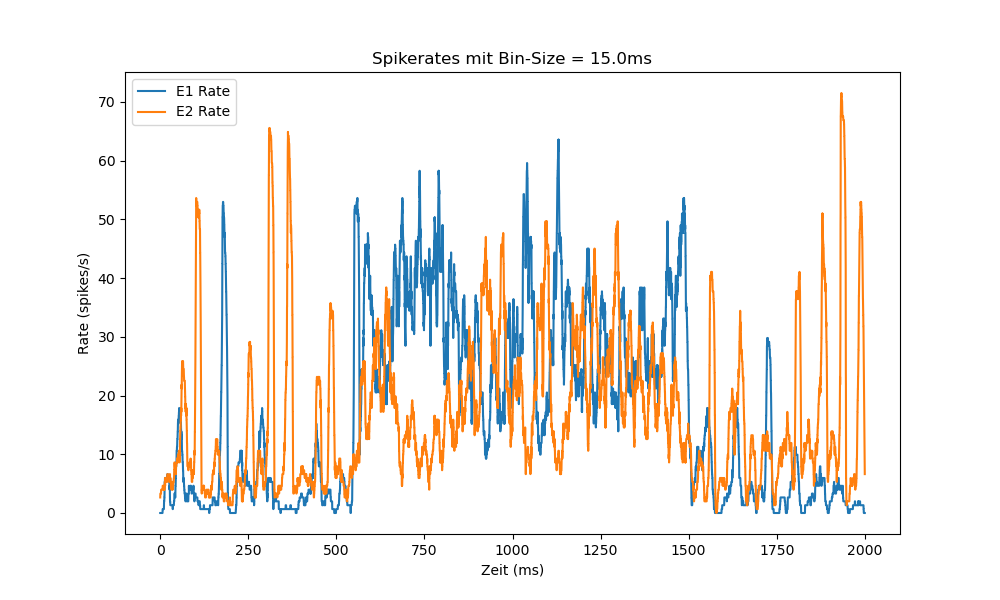 Spikerates mit Bin-Size = 15.0ms
E1 Rate
E2 Rate
Rate (spikes/s)
70
60
50
40
30
20
10
0
0 250 500 750 1000 1250 1500 1750 2000
Zeit (ms)